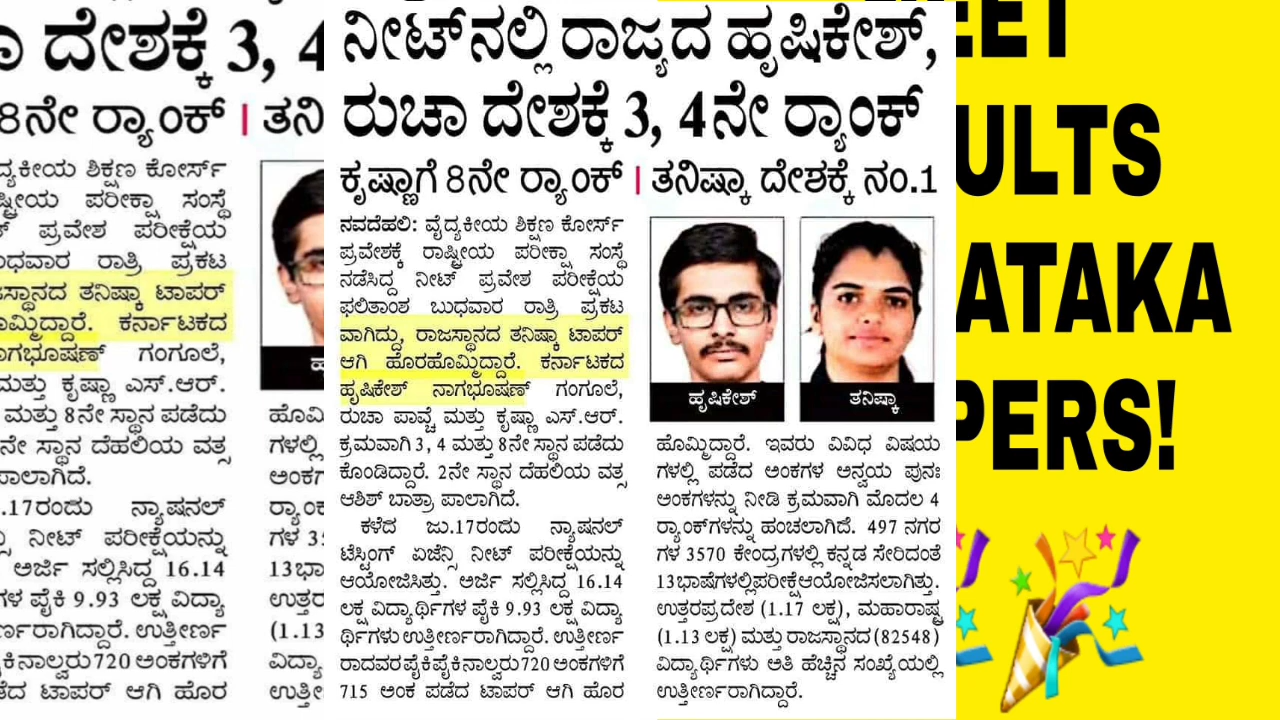 ನೀಟ್‌ನಲ್ಲಿ ರಾಜ್ಯದ ಹೃಷಿಕೇಶ್,
ರುಚಾ ದೇಶಕ್ಕೆ 3, 4ನೇ ರ‍್ಯಾಂಕ್
ಕೃಷ್ಣಾಗೆ 8ನೇ ರ‍್ಯಾಂಕ್ | ತನಿಷ್ಕಾ ದೇಶಕ್ಕೆ ನಂ.1
ನವದೆಹಲಿ: ವೈದ್ಯಕೀಯ ಶಿಕ್ಷಣ ಕೋರ್ಸ್
ಪ್ರವೇಶಕ್ಕೆ ರಾಷ್ಟ್ರೀಯ ಪರೀಕ್ಷಾ ಸಂಸ್ಥೆ
ನಡೆಸಿದ್ದ ನೀಟ್ ಪ್ರವೇಶ ಪರೀಕ್ಷೆಯ
ಫಲಿತಾಂಶ ಬುಧವಾರ ರಾತ್ರಿ ಪ್ರಕಟ
ವಾಗಿದ್ದು, ರಾಜಸ್ಥಾನದ ತನಿಷ್ಕಾ ಟಾಪರ್
ಆಗಿ ಹೊರಹೊಮ್ಮಿದ್ದಾರೆ. ಕರ್ನಾಟಕದ
ಹೃಷಿಕೇಶ್ ನಾಗಭೂಷಣ್ ಗಂಗೂಲೆ,
ರುಚಾ ಪಾವ್ಚೆ ಮತ್ತು ಕೃಷ್ಣಾ ಎಸ್.ಆರ್.
ಕ್ರಮವಾಗಿ 3, 4 ಮತ್ತು 8ನೇ ಸ್ಥಾನ ಪಡೆದು
ಕೊಂಡಿದ್ದಾರೆ. 2ನೇ ಸ್ಥಾನ ದೆಹಲಿಯ ವತ್ಸ
ಆಶಿಶ್ ಬಾತ್ರಾ ಪಾಲಾಗಿದೆ.
ಕಳೆದ ಜು.17ರಂದು ನ್ಯಾಷನಲ್
ಟೆಸ್ಟಿಂಗ್ ಏಜೆನ್ಸಿ ನೀಟ್ ಪರೀಕ್ಷೆಯನ್ನು
ಆಯೋಜಿಸಿತ್ತು. ಅರ್ಜಿ ಸಲ್ಲಿಸಿದ್ದ 16.14
ಲಕ್ಷ ವಿದ್ಯಾರ್ಥಿಗಳ ಪೈಕಿ 9.93 ಲಕ್ಷ ವಿದ್ಯಾ
ರ್ಥಿಗಳು ಉತ್ತೀರ್ಣರಾಗಿದ್ದಾರೆ. ಉತ್ತೀರ್ಣ
ರಾದವರ ಪೈಕಿಪೈಕಿ ನಾಲ್ವರು 720 ಅಂಕಗಳಿಗೆ
715 ಅಂಕ ಪಡೆದ ಟಾಪರ್ ಆಗಿ ಹೊರ
ಹೃಷಿಕೇಶ್
ತನಿಷ್ಕಾ
ಹೊಮ್ಮಿದ್ದಾರೆ. ಇವರು ವಿವಿಧ ವಿಷಯ
ಗಳಲ್ಲಿ ಪಡೆದ ಅಂಕಗಳ ಅನ್ವಯ ಪುನಃ
ಅಂಕಗಳನ್ನು ನೀಡಿ ಕ್ರಮವಾಗಿ ಮೊದಲ 4
ರ‍್ಯಾಂಕ್‌ಗಳನ್ನು ಹಂಚಲಾಗಿದೆ. 497 ನಗರ
ಗಳ 3570 ಕೇಂದ್ರಗಳಲ್ಲಿ ಕನ್ನಡ ಸೇರಿದಂತೆ
13 ಭಾಷೆಗಳಲ್ಲಿ ಪರೀಕ್ಷೆ ಆಯೋಜಿಸಲಾಗಿತ್ತು.
ಉತ್ತರಪ್ರದೇಶ (1.17 ಲಕ್ಷ), ಮಹಾರಾಷ್ಟ್ರ
(1.13 ಲಕ್ಷ) ಮತ್ತು ರಾಜಸ್ಥಾನದ (82548)
ವಿದ್ಯಾರ್ಥಿಗಳು ಅತಿ ಹೆಚ್ಚಿನ ಸಂಖ್ಯೆಯಲ್ಲಿ
ಉತ್ತೀರ್ಣರಾಗಿದ್ದಾರೆ.
EET
ULTS
ATAKA
PERS!